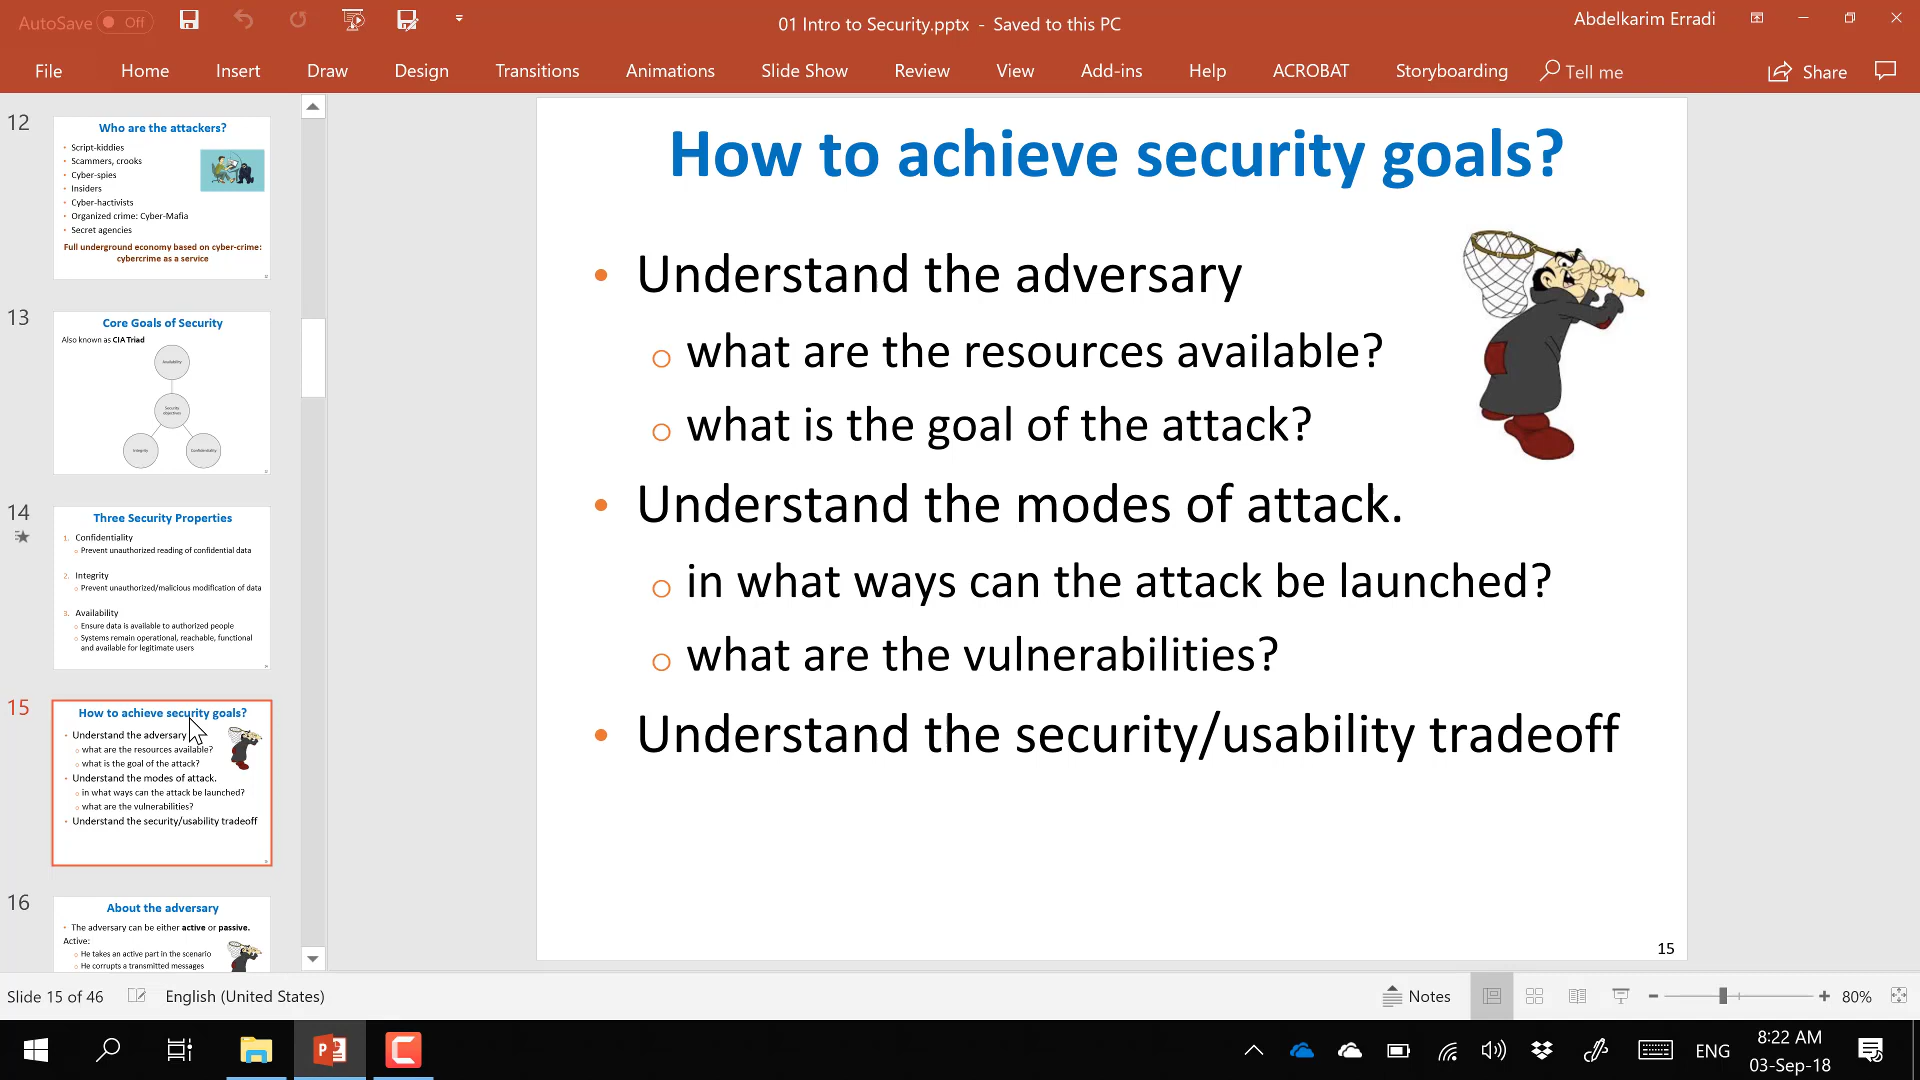 AutoSave Off
01 Intro to Security.pptx - Saved to this PC
Abdelkarim Erradi
File Home Insert Draw Design Transitions Animations Slide Show Review View Add-ins Help ACROBAT Storyboarding Tell me Share
12
Who are the attackers?
• Script-kiddies
• Scammers, crooks
• Cyber-spies
• Insiders
• Cyber-hactivists
• Organized crime: Cyber-Mafia
• Secret agencies
Full underground economy based on cyber-crime:
cybercrime as a service
13
Core Goals of Security
Also known as CIA Triad
Availability
Security
objectives
Integrity
Confidentiality
14
Three Security Properties
1. Confidentiality
o Prevent unauthorized reading of confidential data
2. Integrity
o Prevent unauthorized/malicious modification of data
3. Availability
o Ensure data is available to authorized people
o Systems remain operational, reachable, functional
and available for legitimate users
15
How to achieve security goals?
• Understand the adversary
o what are the resources available?
o what is the goal of the attack?
• Understand the modes of attack.
o in what ways can the attack be launched?
o what are the vulnerabilities?
• Understand the security/usability tradeoff
16
About the adversary
• The adversary can be either active or passive.
Active:
o He takes an active part in the scenario
o He corrupts a transmitted messages
How to achieve security goals?
• Understand the adversary
o what are the resources available?
o what is the goal of the attack?
• Understand the modes of attack.
o in what ways can the attack be launched?
o what are the vulnerabilities?
• Understand the security/usability tradeoff
15
Slide 15 of 46 English (United States) Notes 80%
ENG
8:22 AM
03-Sep-18